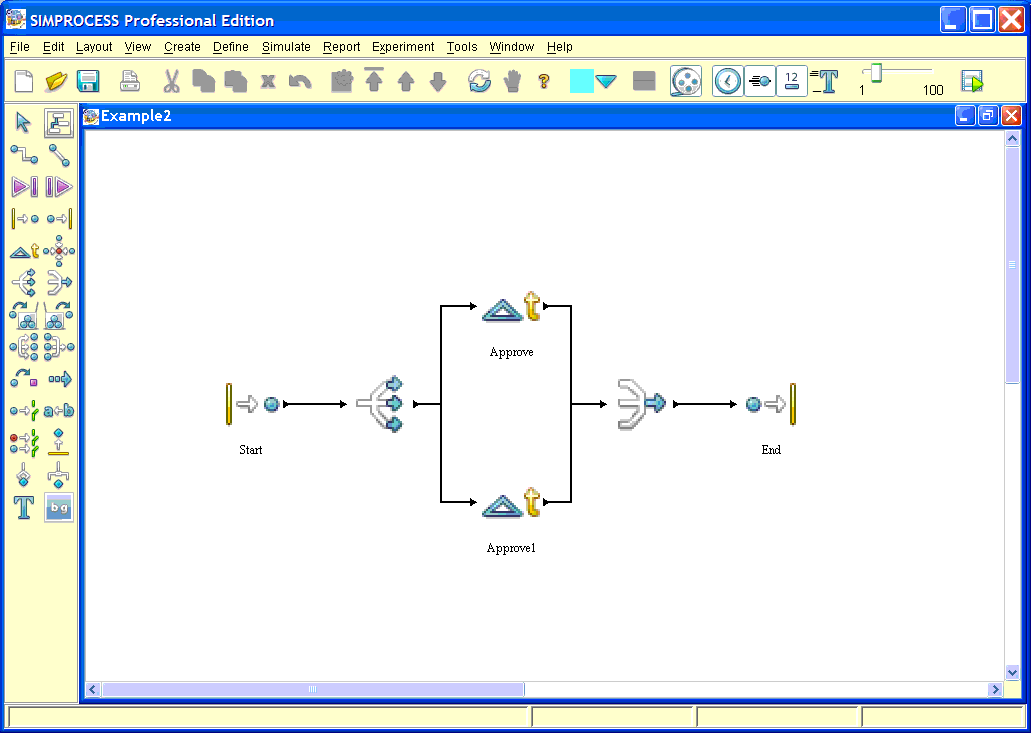 SIMPROCESS Professional Edition
File Edit Layout View Create Define Simulate Report Experiment Tools Window Help
? 12 T 1 100
Example2
t
a b
T bg
t
Approve
Start
End
t
Approve1